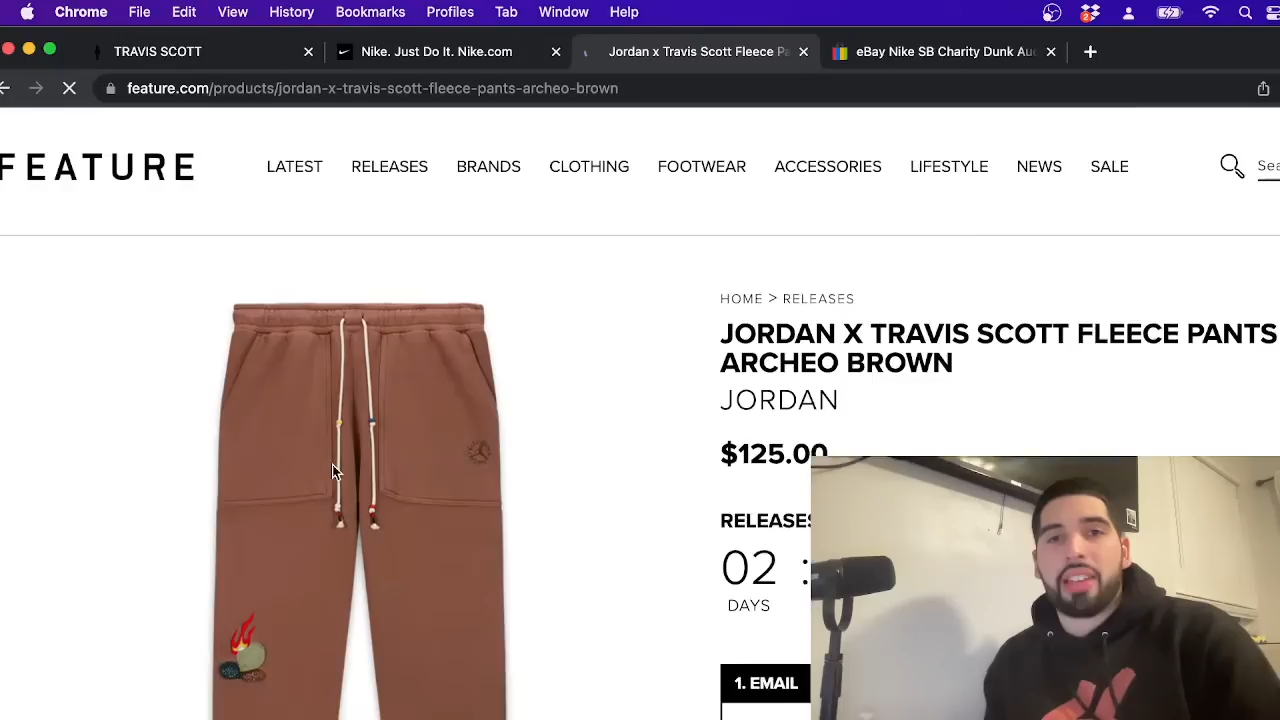 Chrome File Edit View History Bookmarks Profiles Tab Window Help
2
TRAVIS SCOTT
Nike. Just Do It. Nike.com
Jordan x Travis Scott Fleece Pa
eBay Nike SB Charity Dunk Au
feature.com/products/jordan-x-travis-scott-fleece-pants-archeo-brown
FEATURE
LATEST RELEASES BRANDS CLOTHING FOOTWEAR ACCESSORIES LIFESTYLE NEWS SALE
Sea
HOME > RELEASES
JORDAN X TRAVIS SCOTT FLEECE PANTS
ARCHEO BROWN
JORDAN
$125.00
RELEASES
02 :
DAYS
1. EMAIL